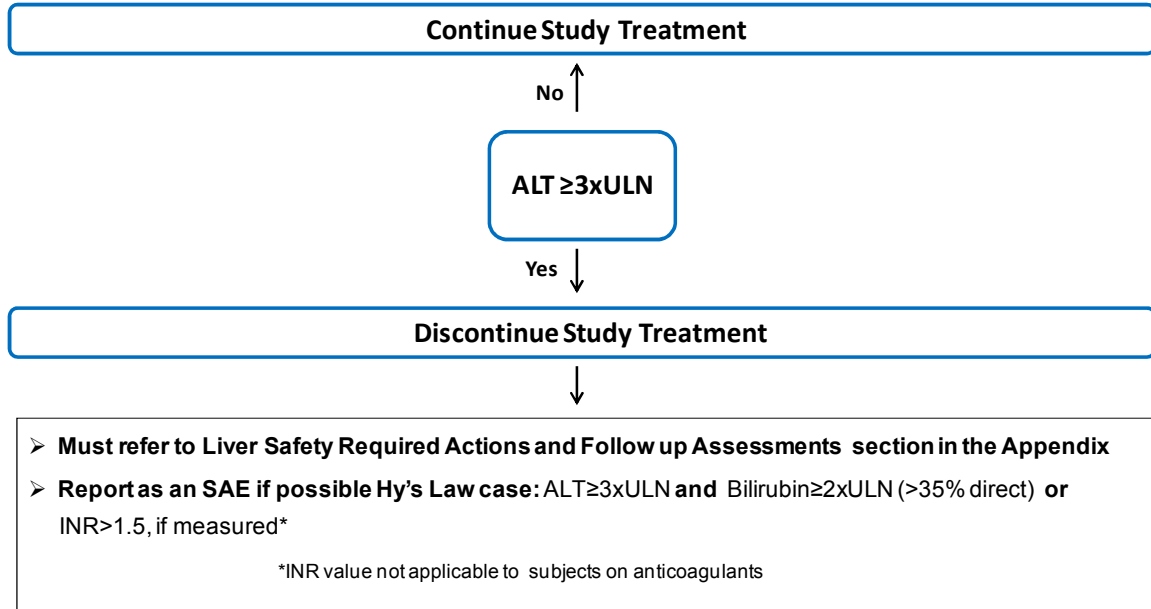 Continue Study Treatment
No
ALT ≥3xULN
Yes
Discontinue Study Treatment
➢ Must refer to Liver Safety Required Actions and Follow up Assessments section in the Appendix
➢ Report as an SAE if possible Hy's Law case: ALT≥3xULN and Bilirubin≥2xULN (>35% direct) or
INR>1.5, if measured*
*INR value not applicable to subjects on anticoagulants